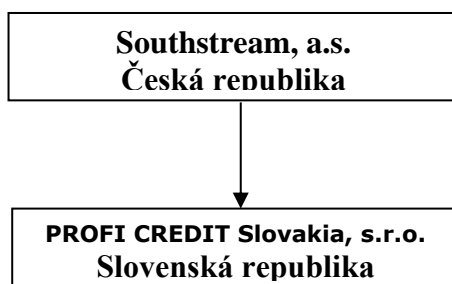 Southstream, a.s.
Česká republika
PROFI CREDIT Slovakia, s.r.o.
Slovenská republika